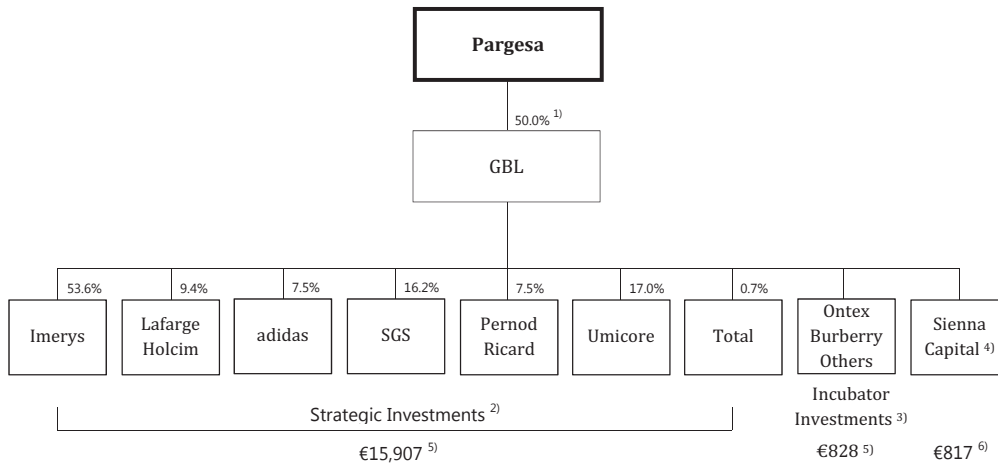 Pargesa
50.0% 1)
GBL
53.6% 9.4% 7.5% 16.2% 7.5% 17.0% 0.7%
Imerys
Lafarge
Holcim
adidas
SGS
Pernod
Ricard
Umicore
Total
Ontex
Burberry
Others
Sienna
Capital 4)
Strategic Investments 2)
Incubator
Investments 3)
€15,907 5)
€828 5)
€817 6)